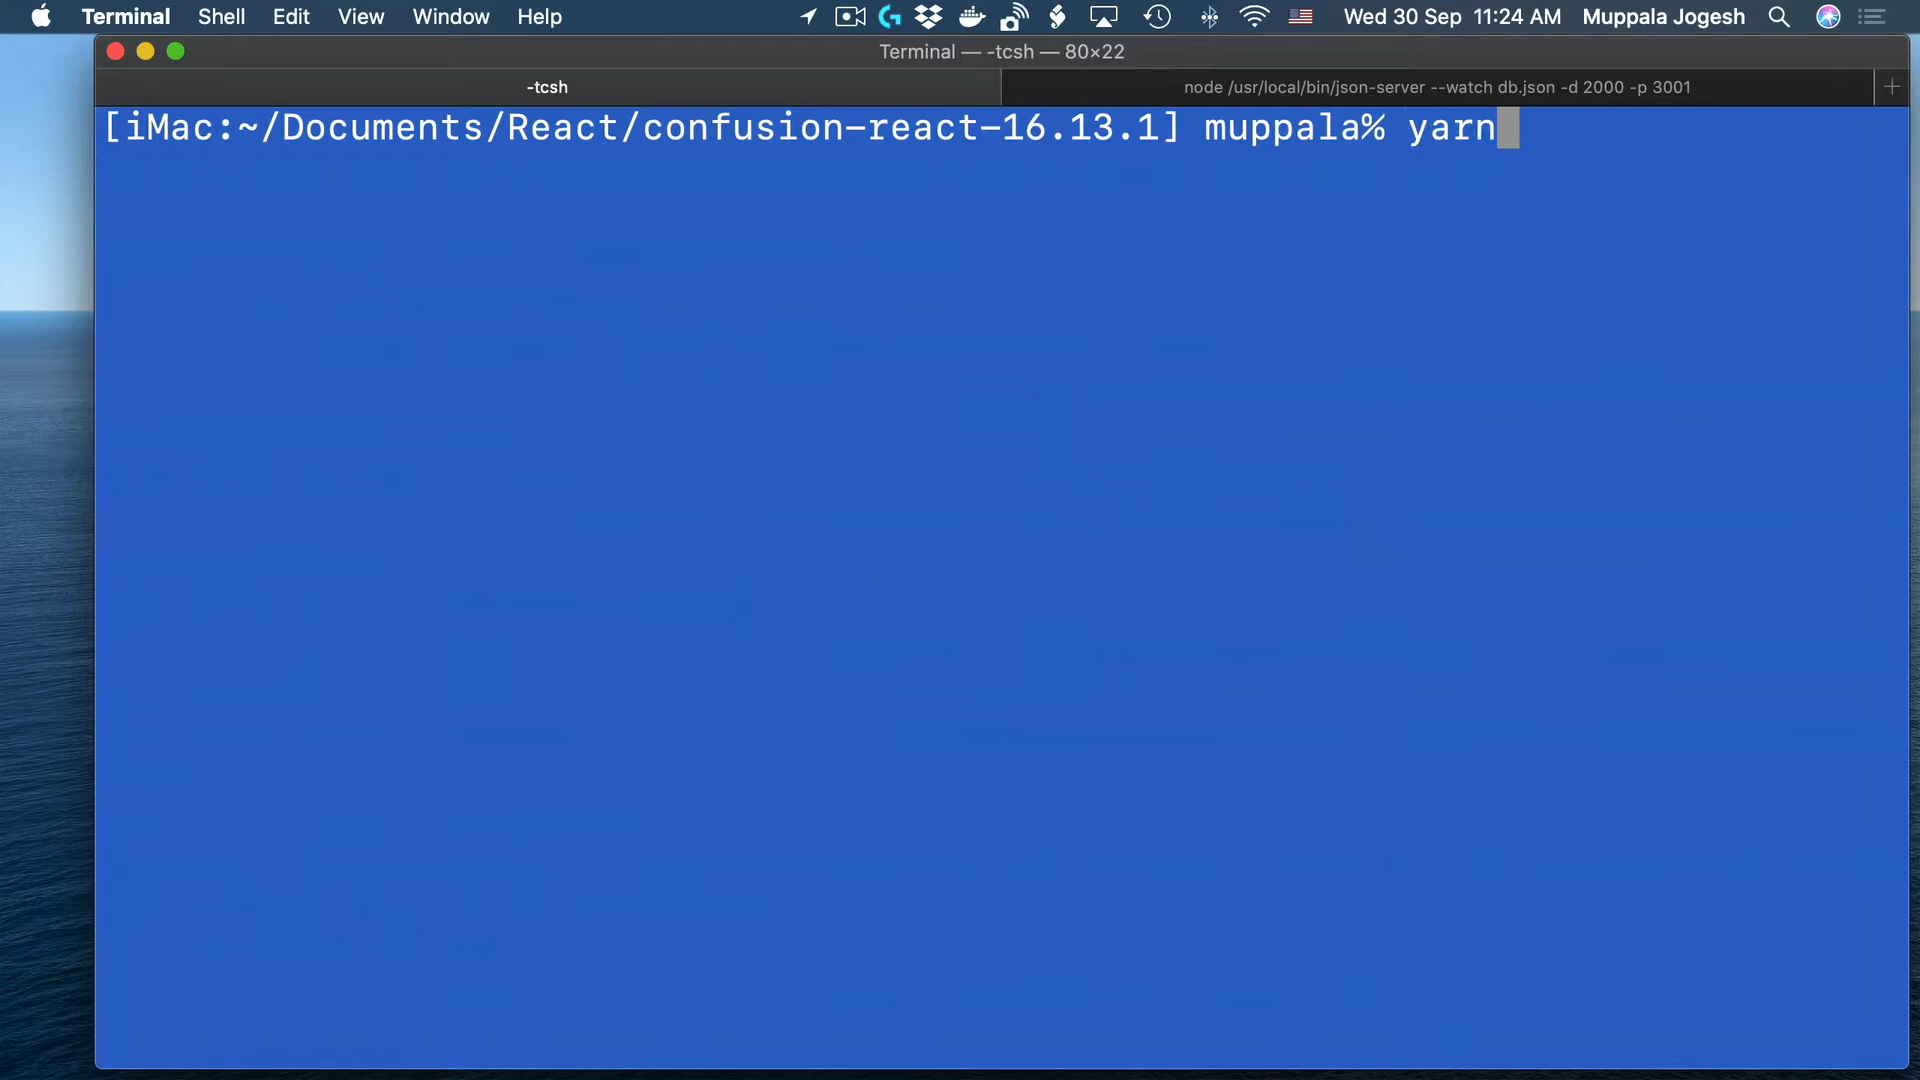 Terminal Shell Edit View Window Help Wed 30 Sep 11:24 AM Muppala Jogesh
Terminal — -tcsh — 80×22
-tcsh node /usr/local/bin/json-server --watch db.json -d 2000 -p 3001
[iMac:~/Documents/React/confusion-react-16.13.1] muppala% yarn